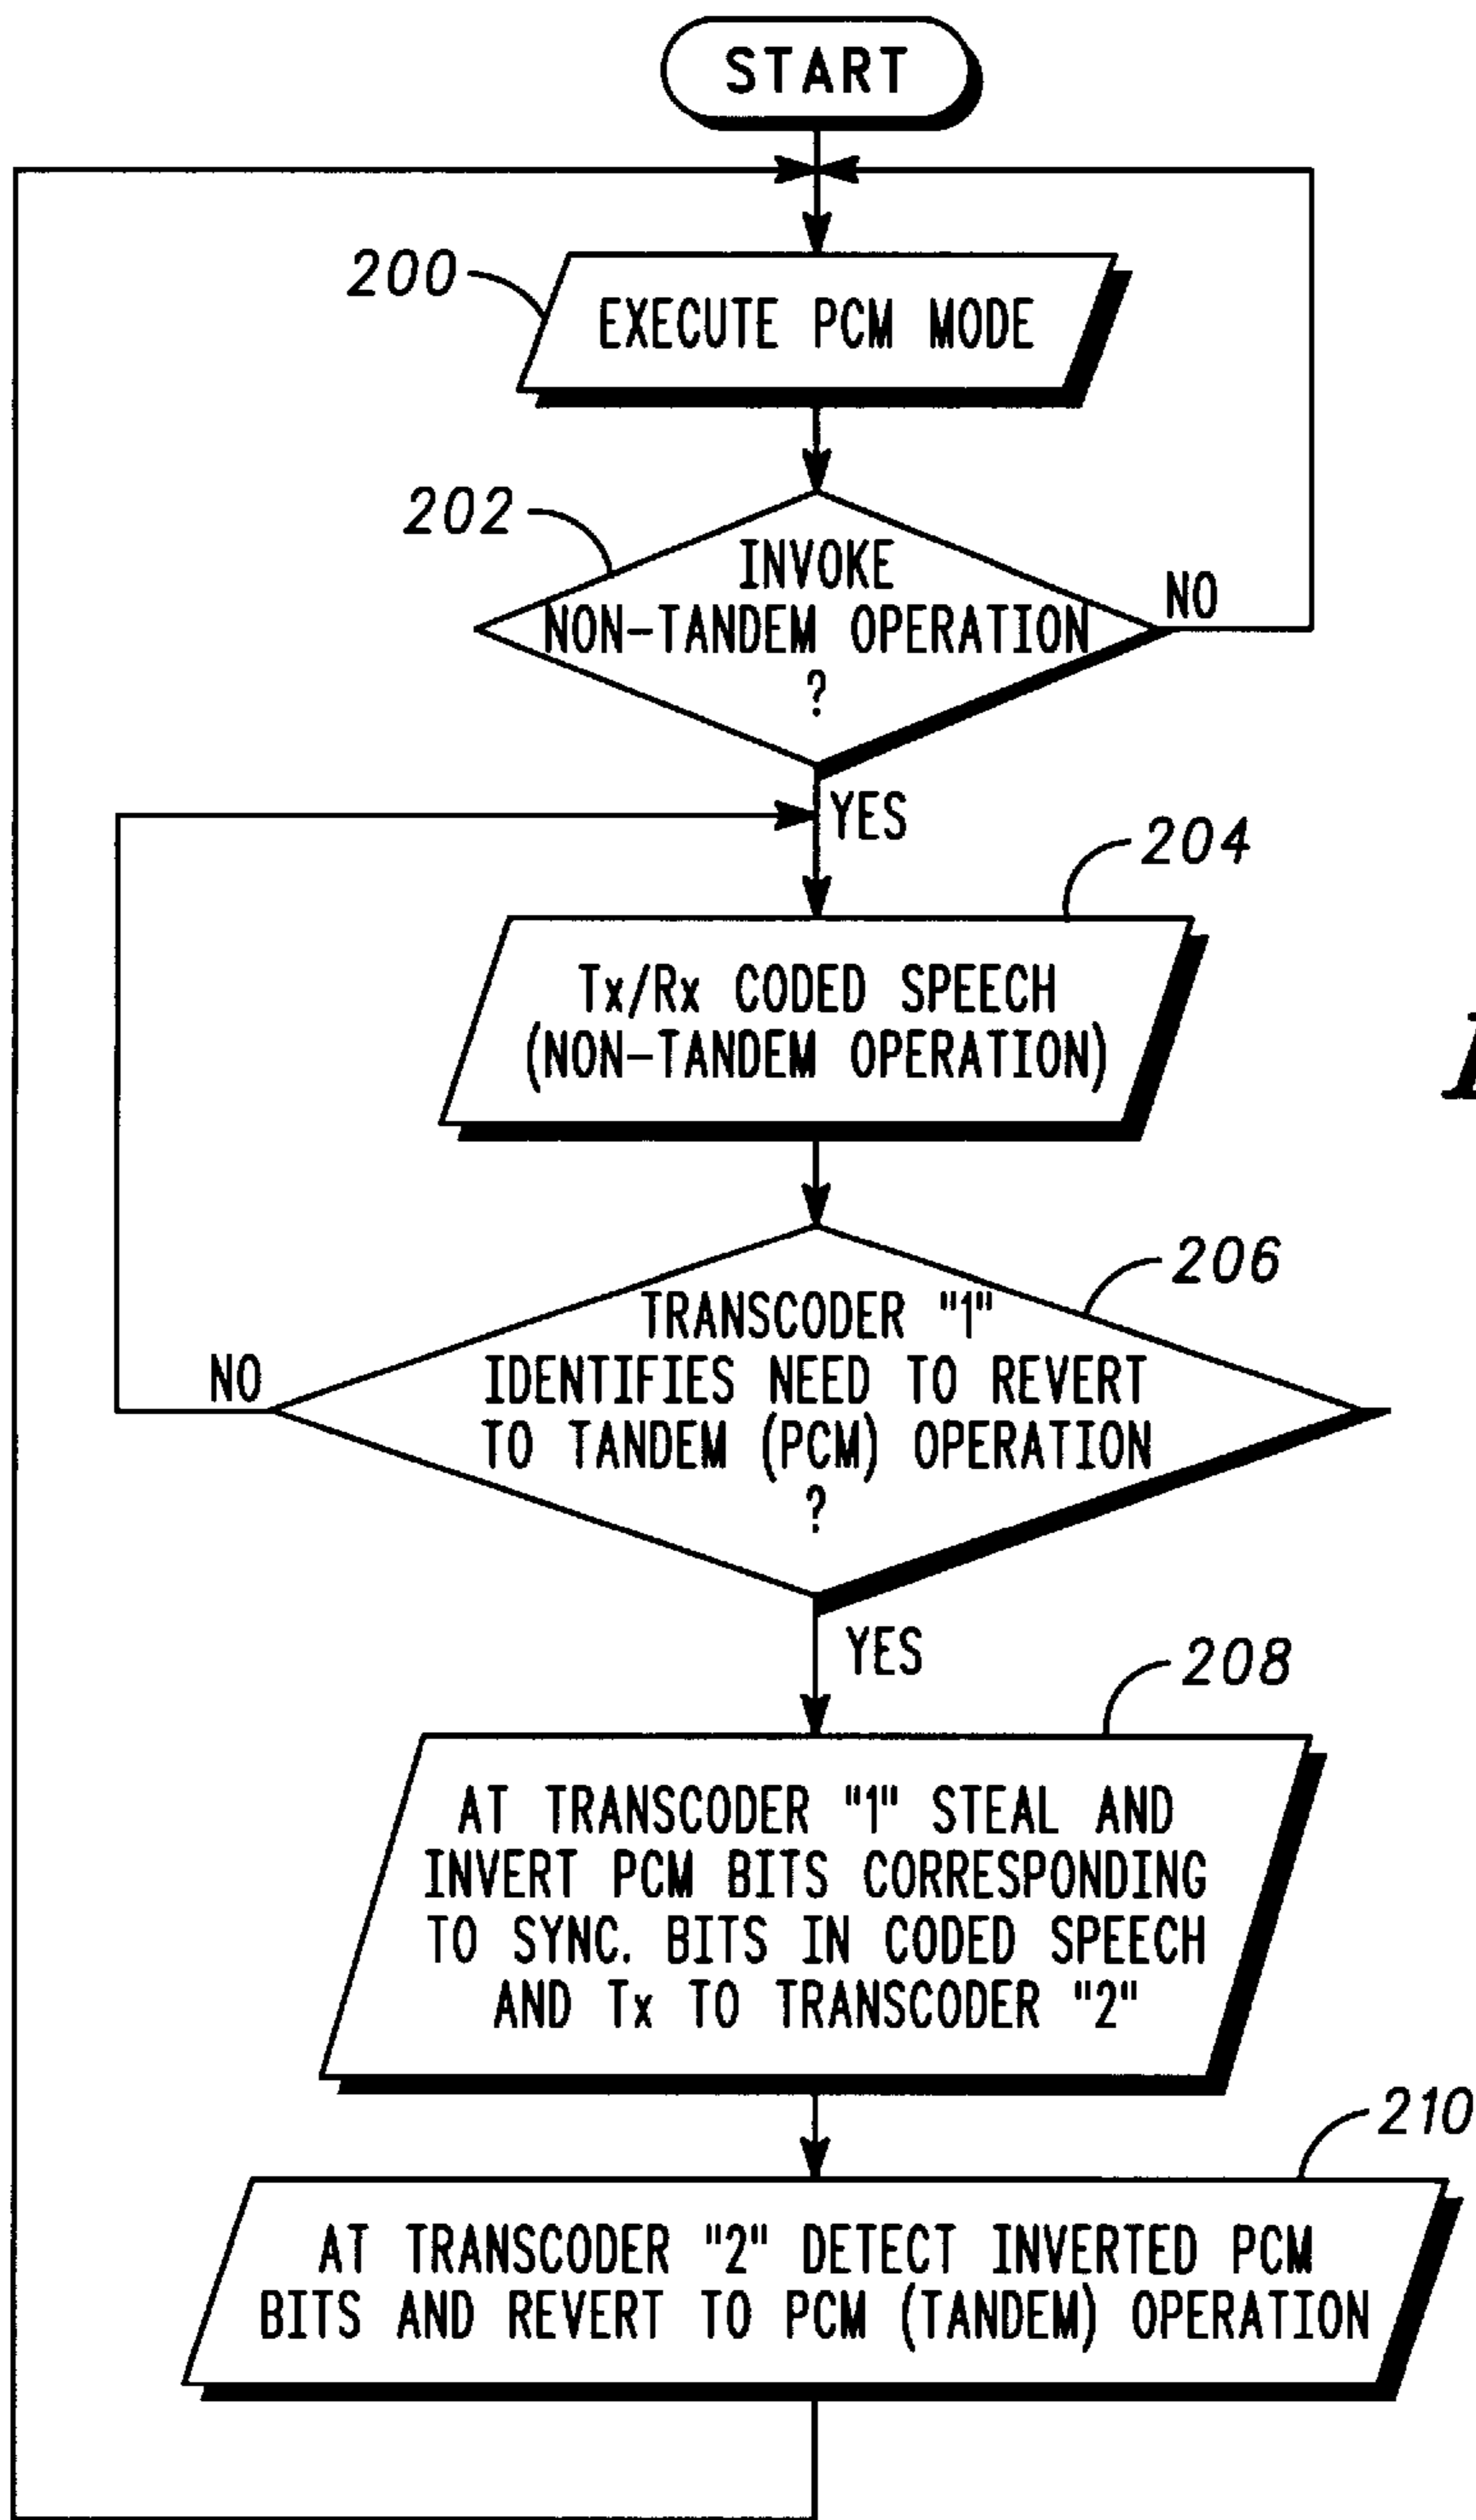 START
200
EXECUTE PCM MODE
202
INVOKE
NON-TANDEM OPERATION
?
NO
YES
204
Tx/Rx CODED SPEECH
(NON-TANDEM OPERATION)
206
TRANSCODER "1"
IDENTIFIES NEED TO REVERT
TO TANDEM (PCM) OPERATION
?
NO
YES
208
AT TRANSCODER "1" STEAL AND
INVERT PCM BITS CORRESPONDING
TO SYNC. BITS IN CODED SPEECH
AND Tx TO TRANSCODER "2"
210
AT TRANSCODER "2" DETECT INVERTED PCM
BITS AND REVERT TO PCM (TANDEM) OPERATION